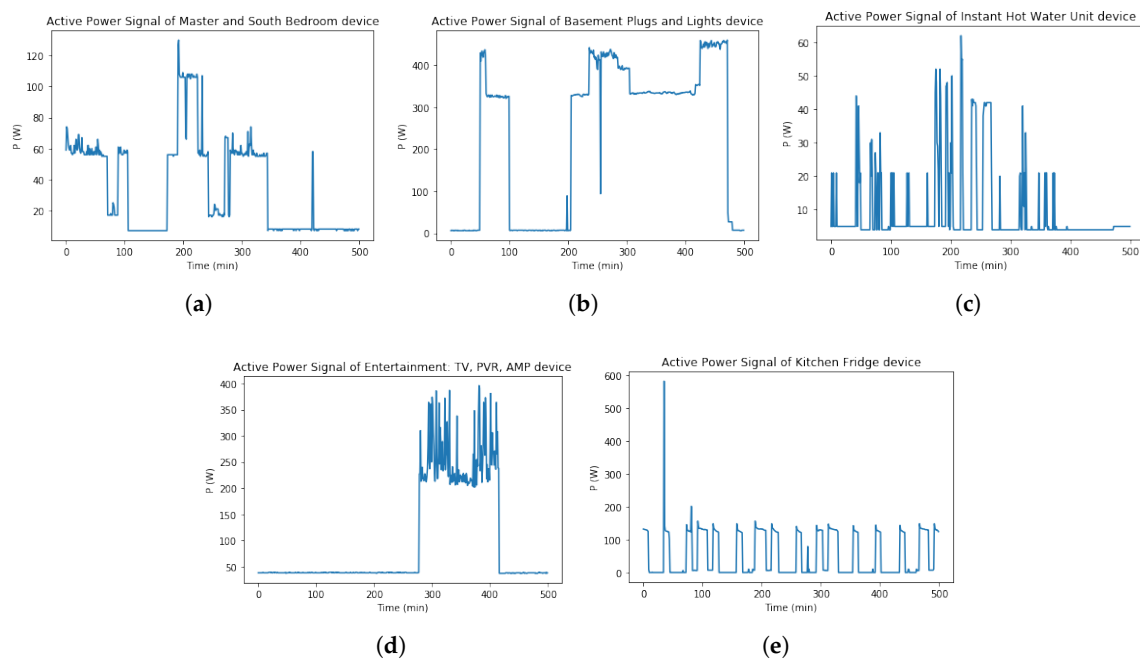 Active Power Signal of Master and South Bedroom device
120
100
80
60
40
20
P (W)
0 100 200 300 400 500
Time (min)
(a)
Active Power Signal of Basement Plugs and Lights device
400
300
200
100
0
P (W)
0 100 200 300 400 500
Time (min)
(b)
Active Power Signal of Instant Hot Water Unit device
60
50
40
30
20
10
P (W)
0 100 200 300 400 500
Time (min)
(c)
Active Power Signal of Entertainment: TV, PVR, AMP device
400
350
300
250
200
150
100
50
P (W)
0 100 200 300 400 500
Time (min)
(d)
Active Power Signal of Kitchen Fridge device
600
500
400
300
200
100
0
P (W)
0 100 200 300 400 500
Time (min)
(e)